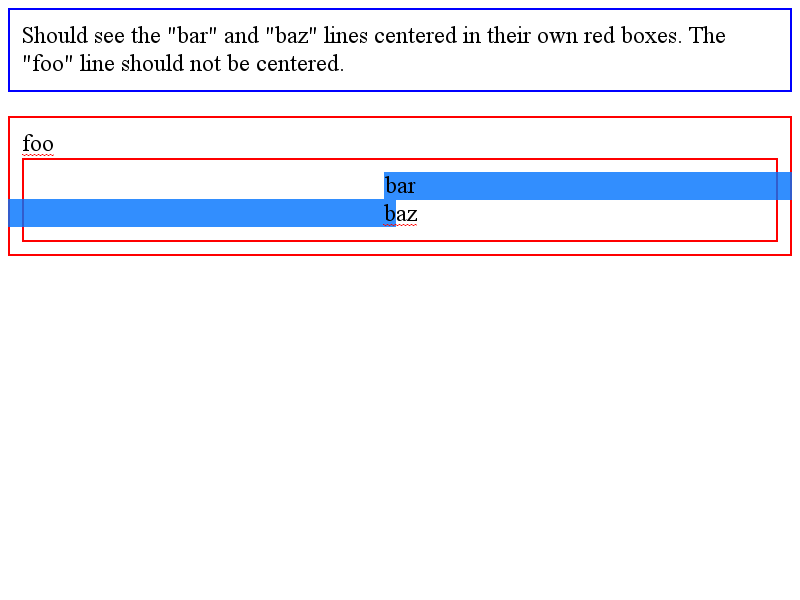 Should see the "bar" and "baz" lines centered in their own red boxes. The
"foo" line should not be centered.
foo
bar
baz